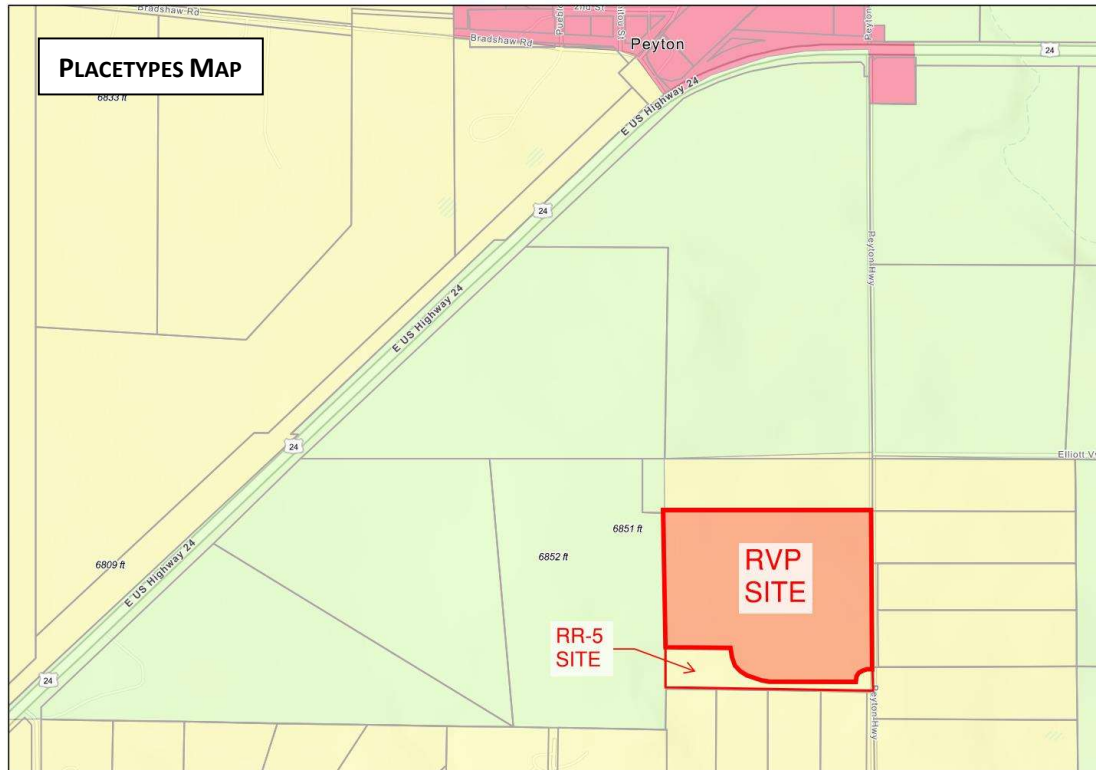 Bradshaw Rd
2nd St
Bradshaw Rd
Peyton
24
PLACETYPES MAP
6833 ft
E US Highway 24
24
Peyton Hwy
E US Highway 24
24
Elliott
6851 ft
6852 ft
6809 ft
E US Highway 24
RVP
SITE
RR-5
SITE
24
Peyton Hwy